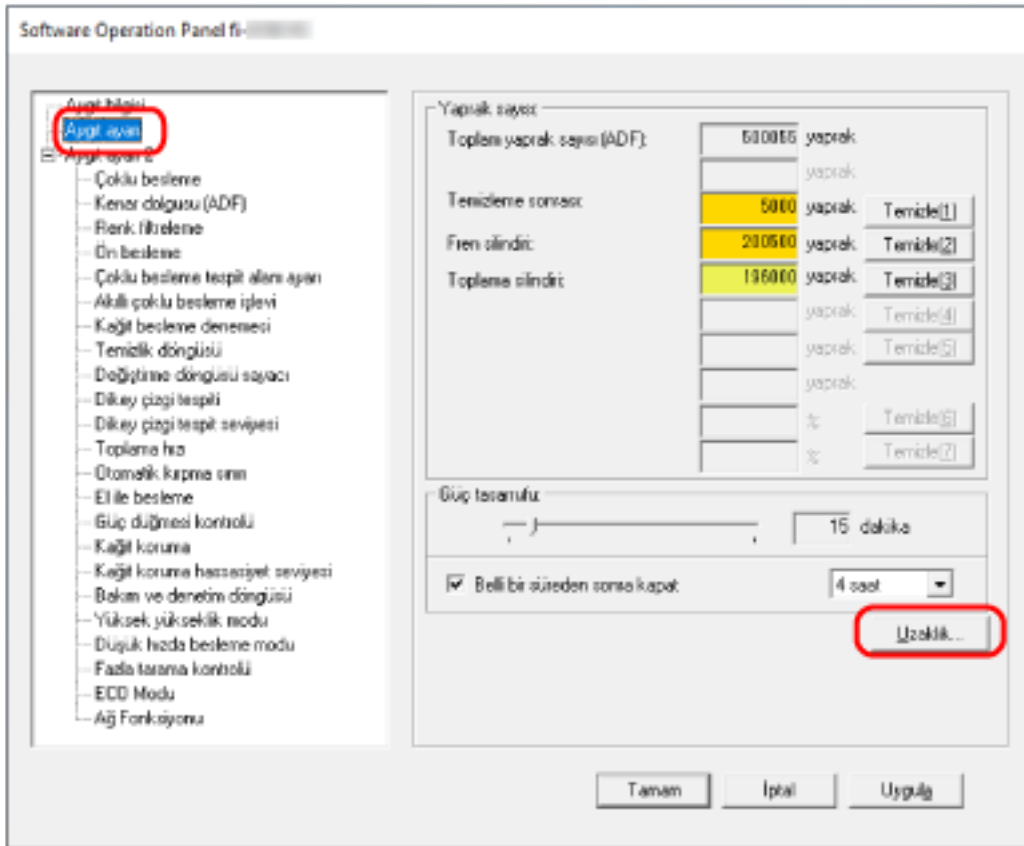 Software Operation Panel fi-
Aygıt bilgisi
Aygıt ayarı
Aygıt ayarı 2
Çoklu besleme
Kenar dolgusu (ADF)
Renk filtreleme
Ön besleme
Çoklu besleme tespit alanı ayarı
Akıllı çoklu besleme işlevi
Kağıt besleme denemesi
Temizlik döngüsü
Değiştirme döngüsü sayacı
Dikey çizgi tespiti
Dikey çizgi tespit seviyesi
Toplama hızı
Otomatik kırpma sınırı
El ile besleme
Güç düğmesi kontrolü
Kağıt koruma
Kağıt koruma hassasiyet seviyesi
Bakım ve denetim döngüsü
Yüksek yükseklik modu
Düşük hızda besleme modu
Fazla tarama kontrolü
ECO Modu
Ağ Fonksiyonu
Yaprak sayısı:
Toplam yaprak sayısı (ADF): 500055 yaprak
yaprak
Temizleme sonrası: 5000 yaprak Temizle(1)
Fren silindiri: 200500 yaprak Temizle(2)
Toplama silindiri: 196000 yaprak Temizle(3)
yaprak Temizle(4)
yaprak Temizle(5)
yaprak
% Temizle(6)
% Temizle(7)
Güç tasarrufu:
15 dakika
Belli bir süreden sonra kapat 4 saat
Uzaklık...
Tamam İptal Uygula